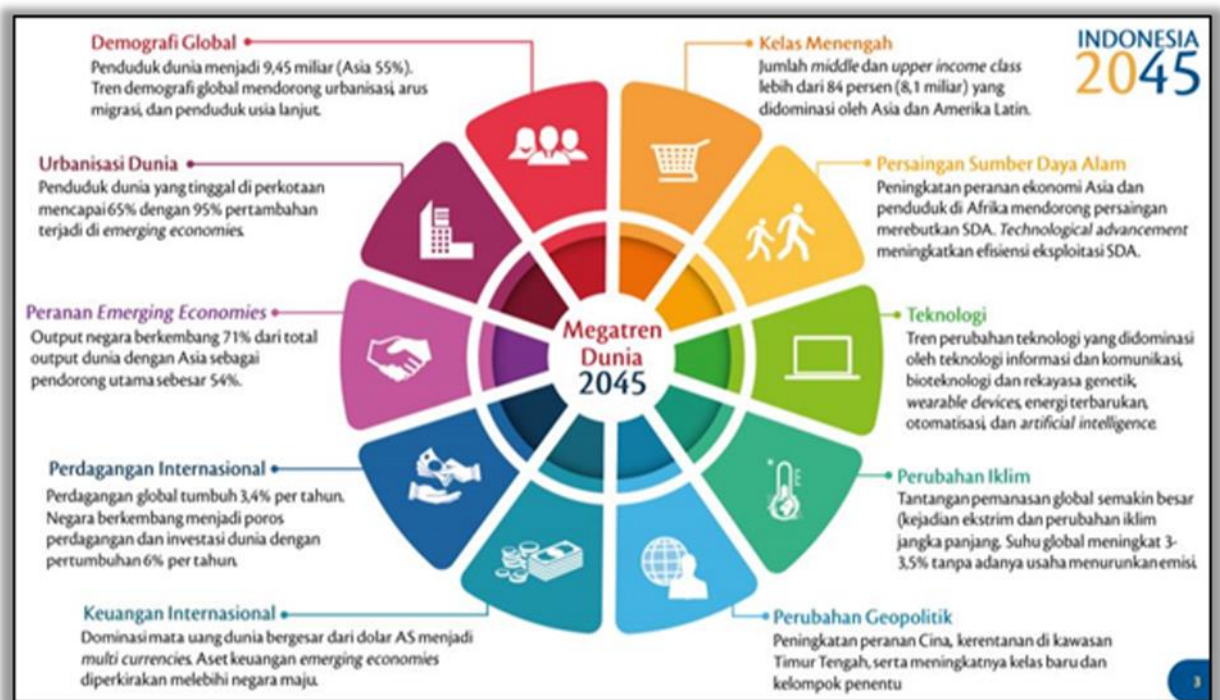 INDONESIA
2045
Demografi Global
Penduduk dunia menjadi 9,45 miliar (Asia 55%).
Tren demografi global mendorong urbanisasi, arus
migrasi, dan penduduk usia lanjut.
Urbanisasi Dunia
Penduduk dunia yang tinggal di perkotaan
mencapai 65% dengan 95% pertambahan
terjadi di emerging economies.
Peranan Emerging Economies
Output negara berkembang 71% dari total
output dunia dengan Asia sebagai
pendorong utama sebesar 54%.
Perdagangan Internasional
Perdagangan global tumbuh 3,4% per tahun.
Negara berkembang menjadi poros
perdagangan dan investasi dunia dengan
pertumbuhan 6% per tahun.
Keuangan Internasional
Dominasi mata uang dunia bergesar dari dolar AS menjadi
multi currencies. Aset keuangan emerging economies
diperkirakan melebihi negara maju.
Megatren
Dunia
2045
Kelas Menengah
Jumlah middle dan upper income class
lebih dari 84 persen (8,1 miliar) yang
didominasi oleh Asia dan Amerika Latin.
Persaingan Sumber Daya Alam
Peningkatan peranan ekonomi Asia dan
penduduk di Afrika mendorong persaingan
merebutkan SDA. Technological advancement
meningkatkan efisiensi eksploitasi SDA.
Teknologi
Tren perubahan teknologi yang didominasi
oleh teknologi informasi dan komunikasi,
bioteknologi dan rekayasa genetik,
wearable devices, energi terbarukan,
otomatisasi, dan artificial intelligence.
Perubahan Iklim
Tantangan pemanasan global semakin besar
(kejadian ekstrim dan perubahan iklim
jangka panjang. Suhu global meningkat 3-
3,5% tanpa adanya usaha menurunkan emisi.
Perubahan Geopolitik
Peningkatan peranan Cina, kerentanan di kawasan
Timur Tengah, serta meningkatnya kelas baru dan
kelompok penentu
3